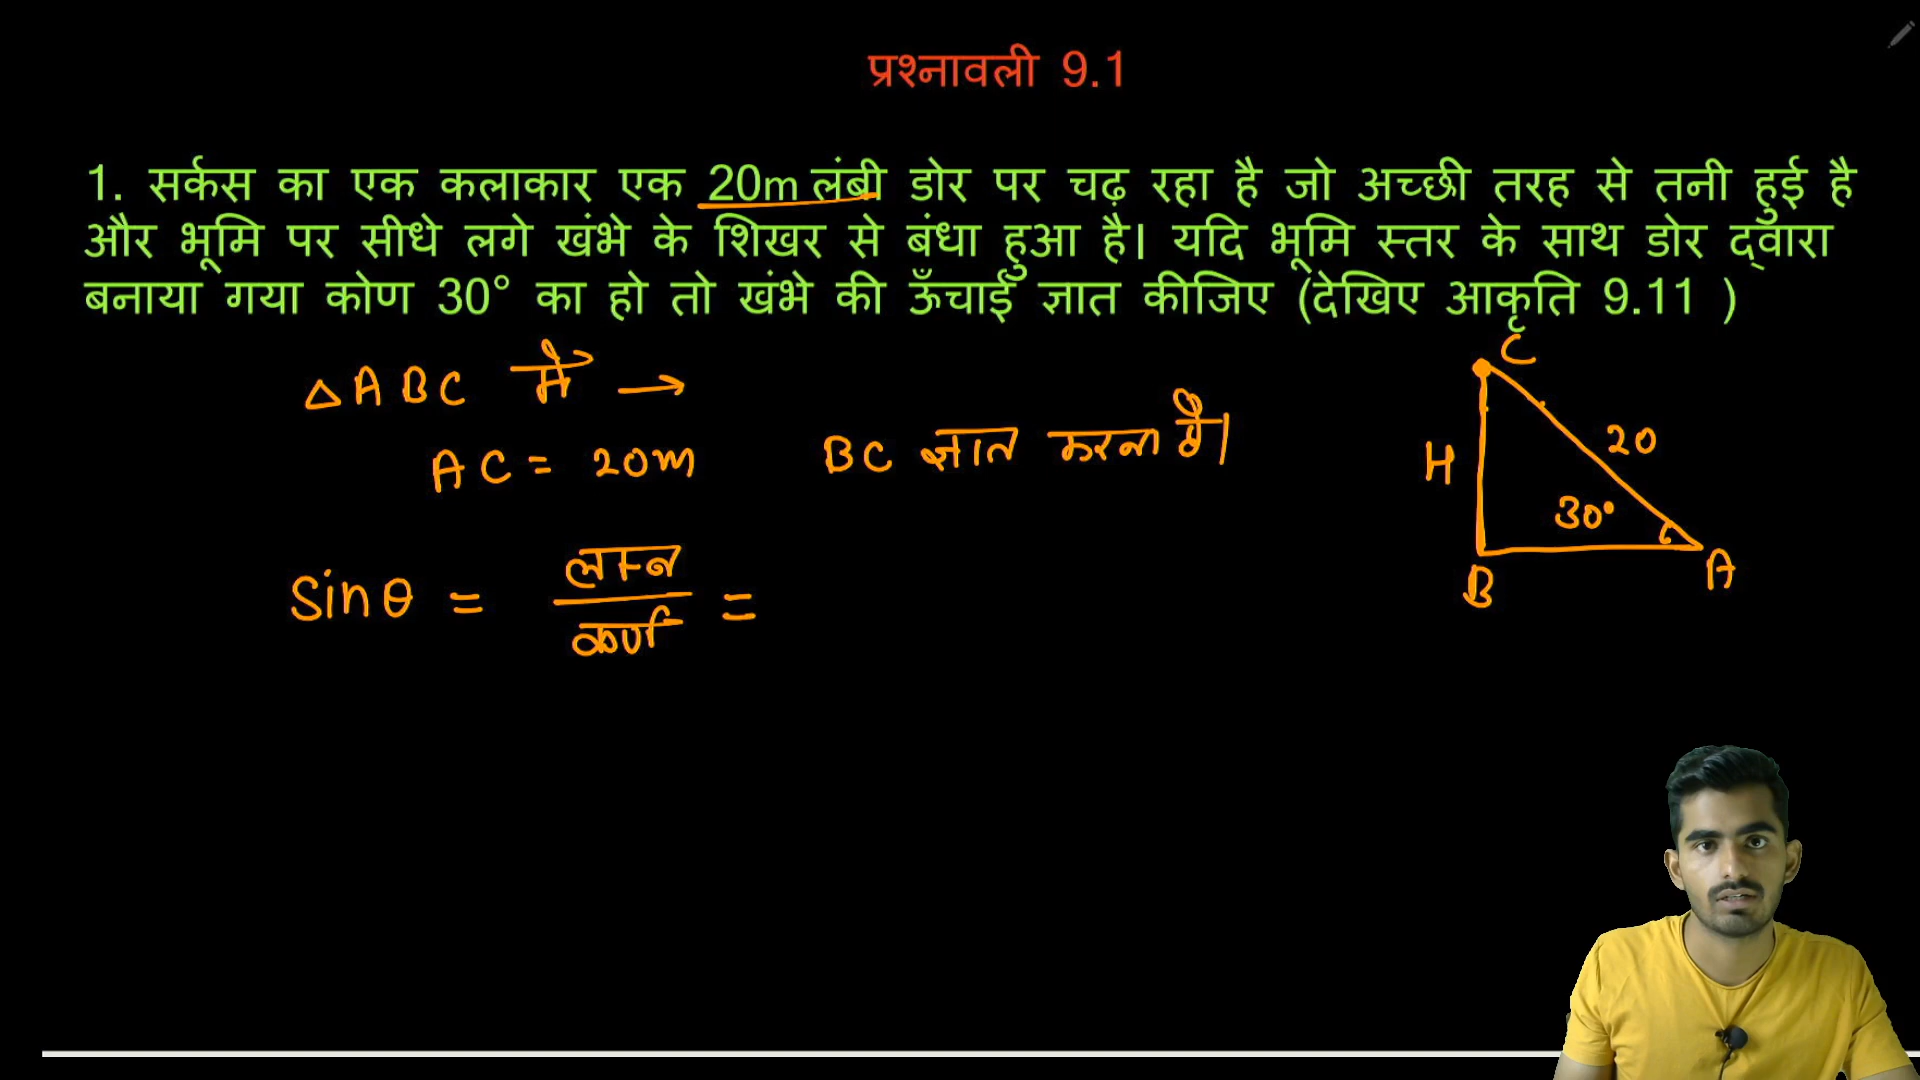 प्रश्नावली 9.1
1. सर्कस का एक कलाकार एक 20m लंबी डोर पर चढ़ रहा है जो अच्छी तरह से तनी हुई है
और भूमि पर सीधे लगे खंभे के शिखर से बंधा हुआ है। यदि भूमि स्तर के साथ डोर द्वारा
बनाया गया कोण 30° का हो तो खंभे की ऊँचाई ज्ञात कीजिए (देखिए आकृति 9.11 )
△ABC में →
AC = 20m
BC ज्ञात करना है।
Sinθ = लम्ब / कर्ण =
C
H
20
30°
B
A